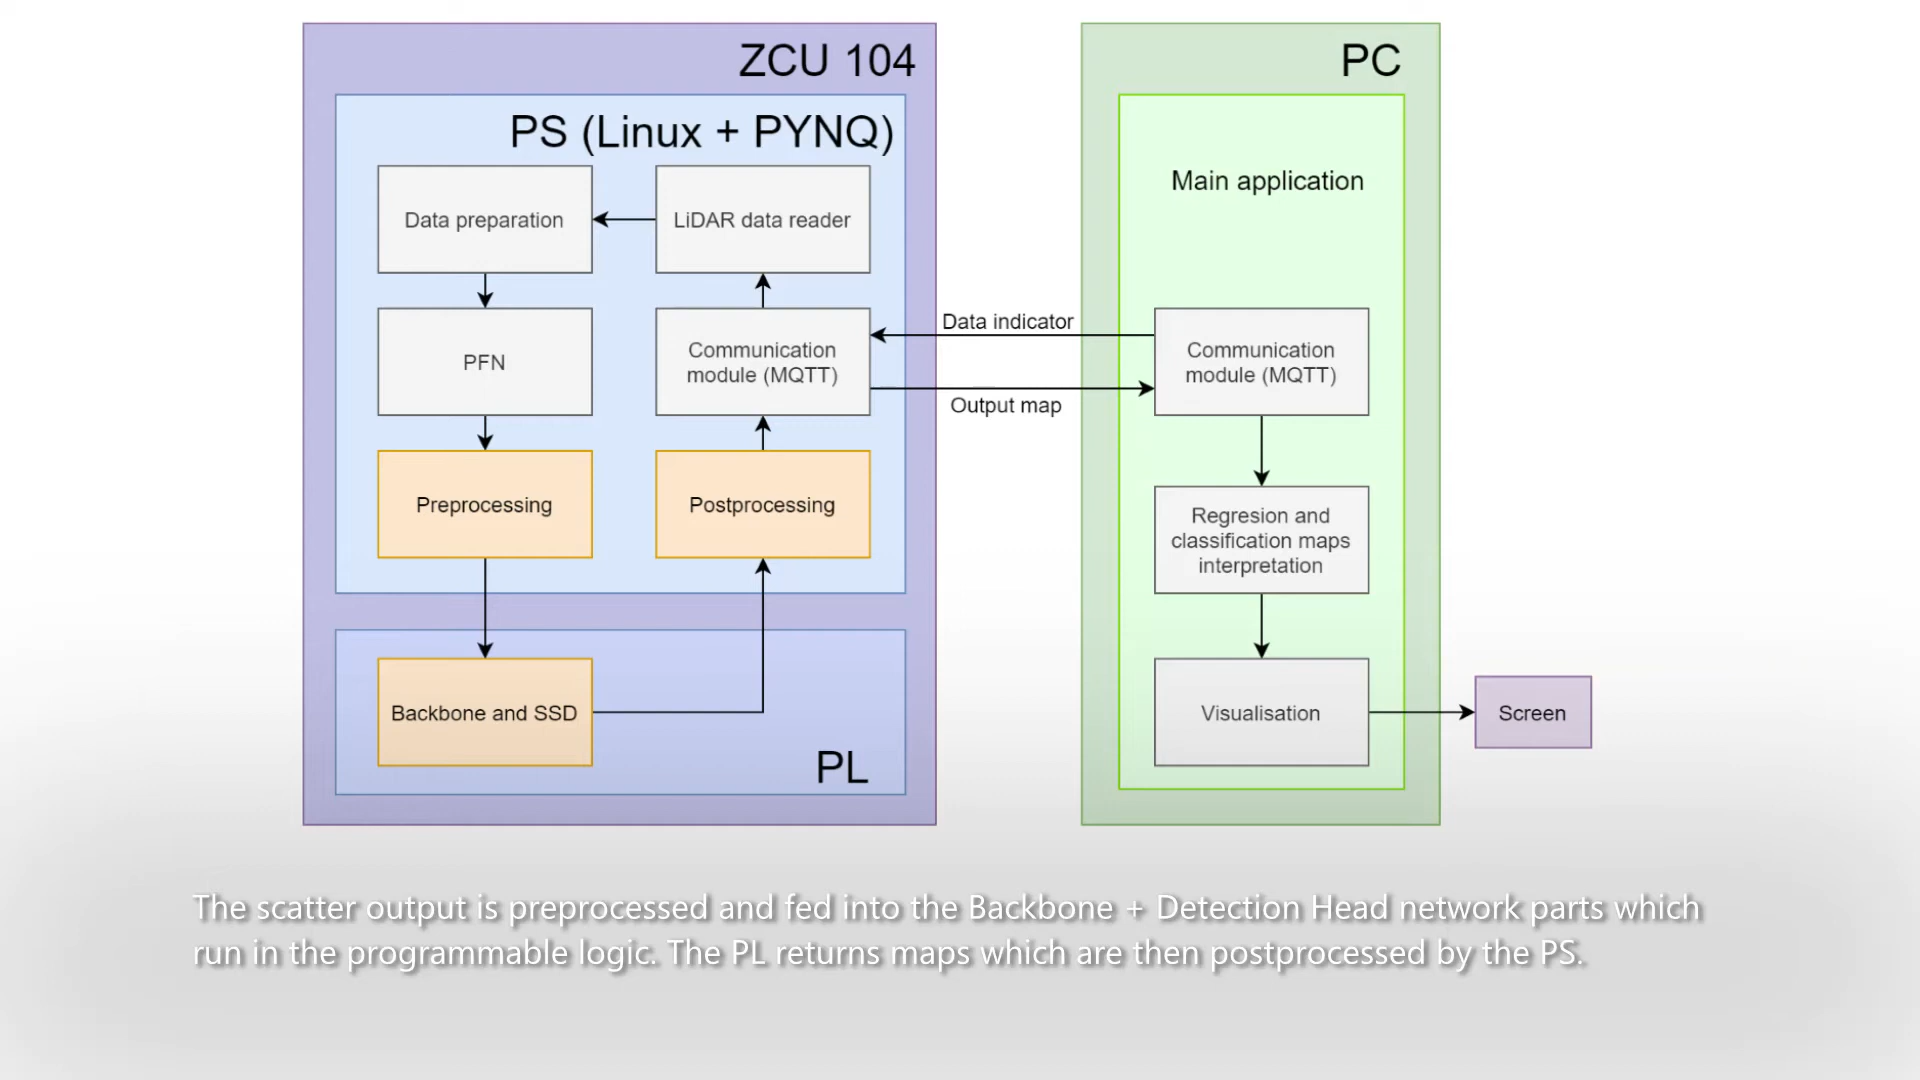 ZCU 104
PS (Linux + PYNQ)
Data preparation
LiDAR data reader
PFN
Communication
module (MQTT)
Preprocessing
Postprocessing
Backbone and SSD
PL
Data indicator
Output map
PC
Main application
Communication
module (MQTT)
Regresion and
classification maps
interpretation
Visualisation
Screen
The scatter output is preprocessed and fed into the Backbone + Detection Head network parts which
run in the programmable logic. The PL returns maps which are then postprocessed by the PS.